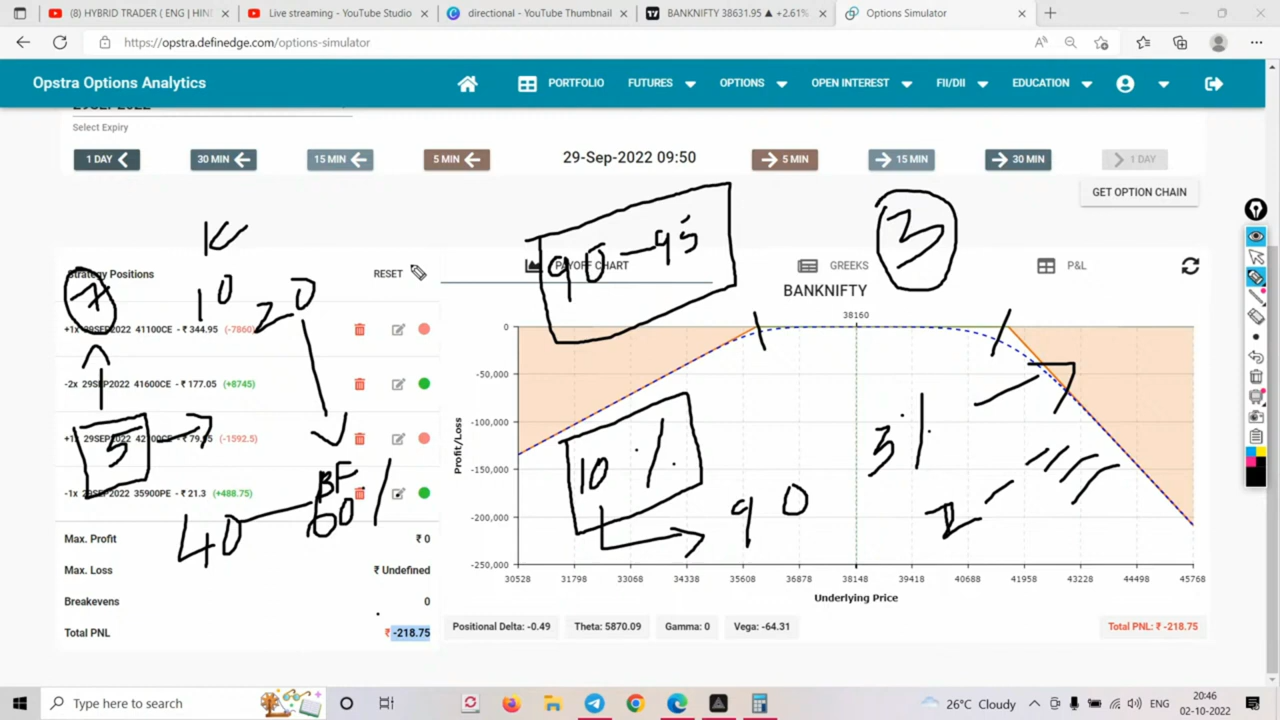 (8) HYBRID TRADER ( ENG | HIN
Live streaming - YouTube Studio
directional - YouTube Thumbnail
BANKNIFTY 38631.95 ▲ +2.61%
Options Simulator
https://opstra.definedge.com/options-simulator
Opstra Options Analytics
PORTFOLIO
FUTURES
OPTIONS
OPEN INTEREST
FII/DII
EDUCATION
Select Expiry
1 DAY
30 MIN
15 MIN
5 MIN
29-Sep-2022 09:50
5 MIN
15 MIN
30 MIN
1 DAY
GET OPTION CHAIN
90-95
3
10
20
Strategy Positions
RESET
PAYOFF CHART
GREEKS
P&L
BANKNIFTY
+1x 29SEP2022 41100CE - ₹ 344.95 (-7860)
-2x 29SEP2022 41600CE - ₹ 177.05 (+8745)
(-1592.5)
-1x 29SEP2022 35900PE - ₹ 21.3 (+488.75)
5
BF
40
60
10 %
90
3%
2
Max. Profit ₹ 0
Max. Loss ₹ Undefined
Breakevens 0
Total PNL ₹ -218.75
38160
0
-50,000
-100,000
-150,000
-200,000
-250,000
Profit/Loss
30528 31798 33068 34338 35608 36878 38148 39418 40688 41958 43228 44498 45768
Underlying Price
Positional Delta: -0.49
Theta: 5870.09
Gamma: 0
Vega: -64.31
Total PNL: ₹ -218.75
Type here to search
26°C Cloudy
ENG
20:46
02-10-2022